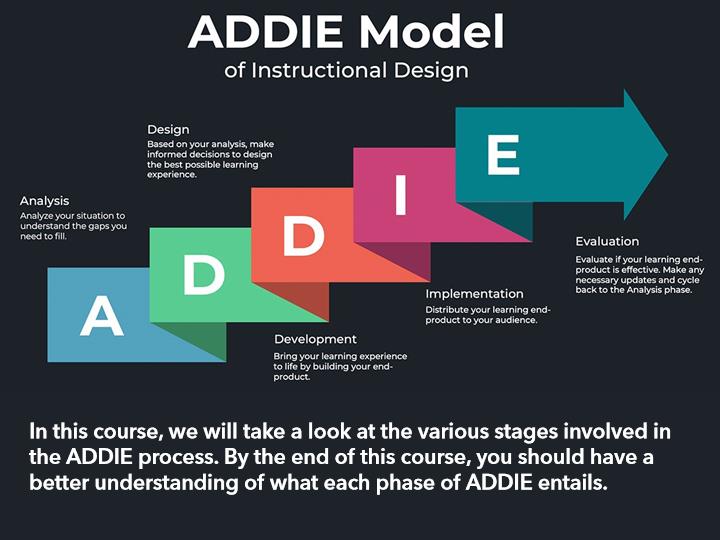 ADDIE Model
of Instructional Design
Design
Based on your analysis, make
informed decisions to design
the best possible learning
experience.
Analysis
Analyze your situation to
understand the gaps you
need to fill.
A
D
D
I
E
Evaluation
Evaluate if your learning end-
product is effective. Make any
necessary updates and cycle
back to the Analysis phase.
Implementation
Distribute your learning end-
product to your audience.
Development
Bring your learning experience
to life by building your end-
product.
In this course, we will take a look at the various stages involved in
the ADDIE process. By the end of this course, you should have a
better understanding of what each phase of ADDIE entails.